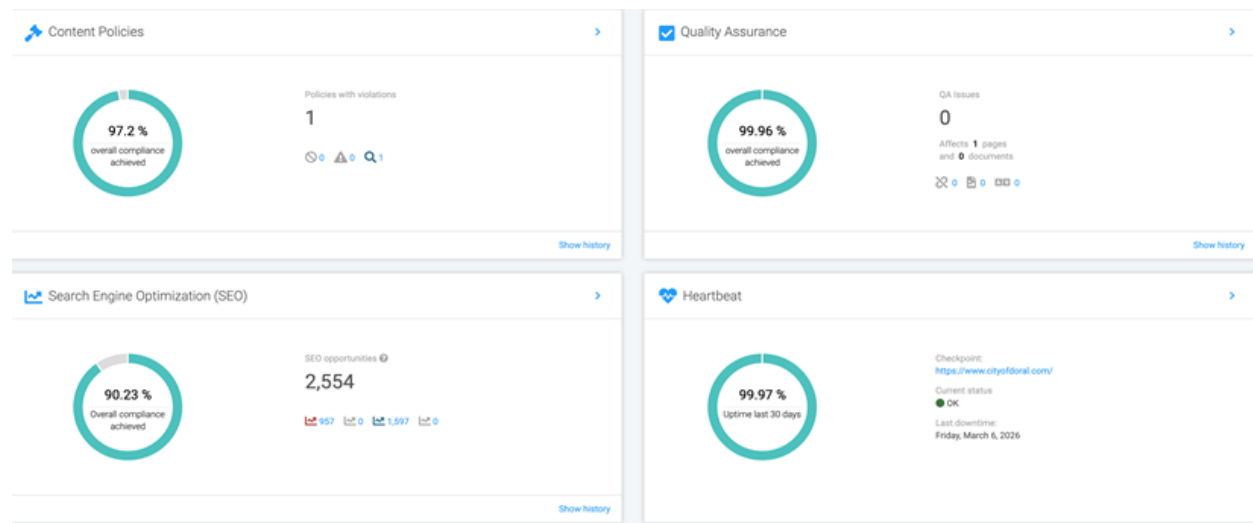 Content Policies
97.2 %
overall compliance
achieved
Policies with violations
1
0 0 1
Show history
Quality Assurance
99.96 %
overall compliance
achieved
QA Issues
0
Affects 1 pages
and 0 documents
0 0 0
Show history
Search Engine Optimization (SEO)
90.23 %
Overall compliance
achieved
SEO opportunities
2,554
957 0 1,597 0
Show history
Heartbeat
99.97 %
Uptime last 30 days
Checkpoint:
https://www.cityofdoral.com/
Current status
OK
Last downtime:
Friday, March 6, 2026